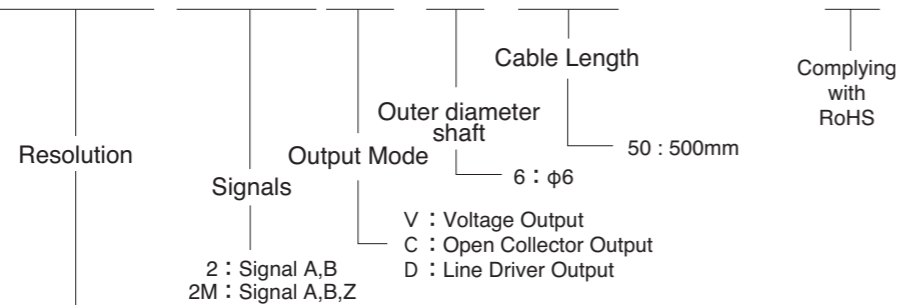 Cable Length
Complying
with
RoHS
Outer diameter
shaft
50 : 500mm
Resolution
Output Mode
6 : φ6
Signals
V : Voltage Output
C : Open Collector Output
D : Line Driver Output
2 : Signal A,B
2M : Signal A,B,Z